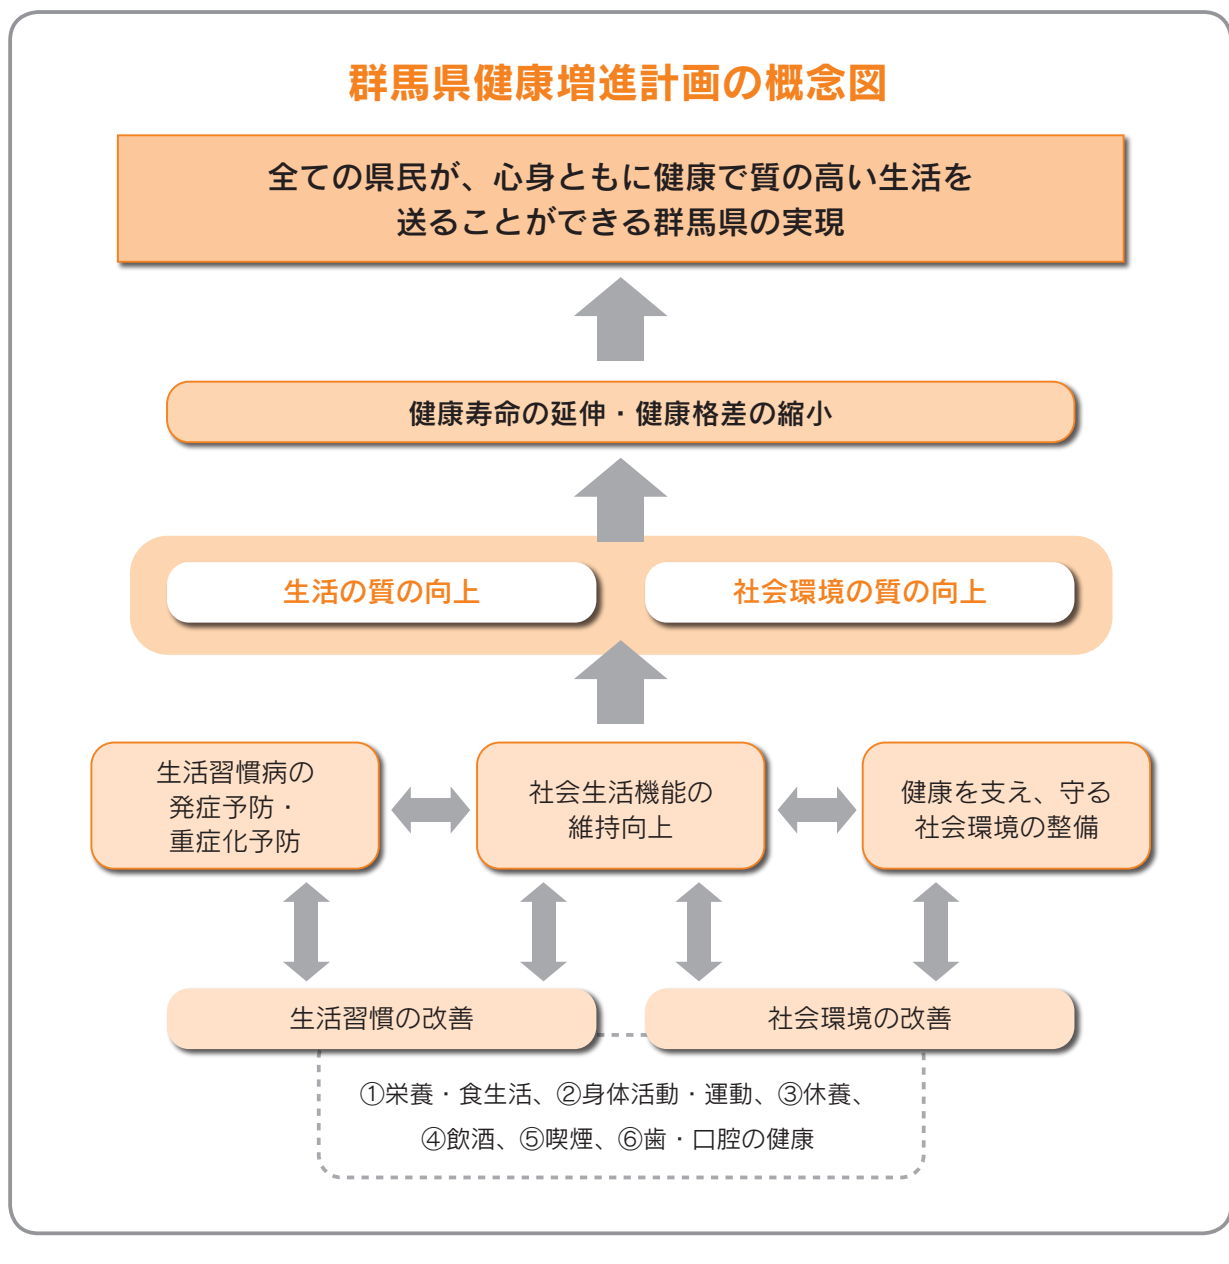 群馬県健康増進計画の概念図
全ての県民が、心身ともに健康で質の高い生活を
送ることができる群馬県の実現
健康寿命の延伸・健康格差の縮小
生活の質の向上
社会環境の質の向上
生活習慣病の
発症予防・
重症化予防
社会生活機能の
維持向上
健康を支え、守る
社会環境の整備
生活習慣の改善
社会環境の改善
①栄養・食生活、②身体活動・運動、③休養、
④飲酒、⑤喫煙、⑥歯・口腔の健康